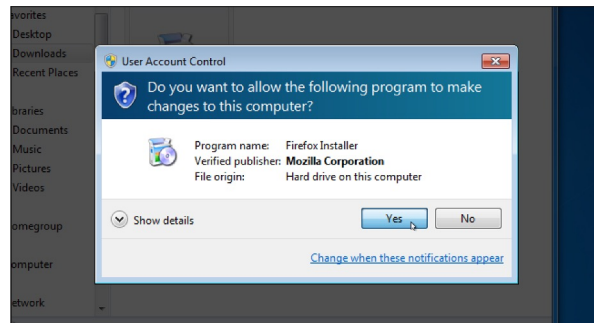 avorites
Desktop
Downloads
Recent Places
braries
Documents
Music
Pictures
Videos
omegroup
omputer
etwork
User Account Control
Do you want to allow the following program to make
changes to this computer?
Program name: Firefox Installer
Verified publisher: Mozilla Corporation
File origin: Hard drive on this computer
Show details
Yes
No
Change when these notifications appear